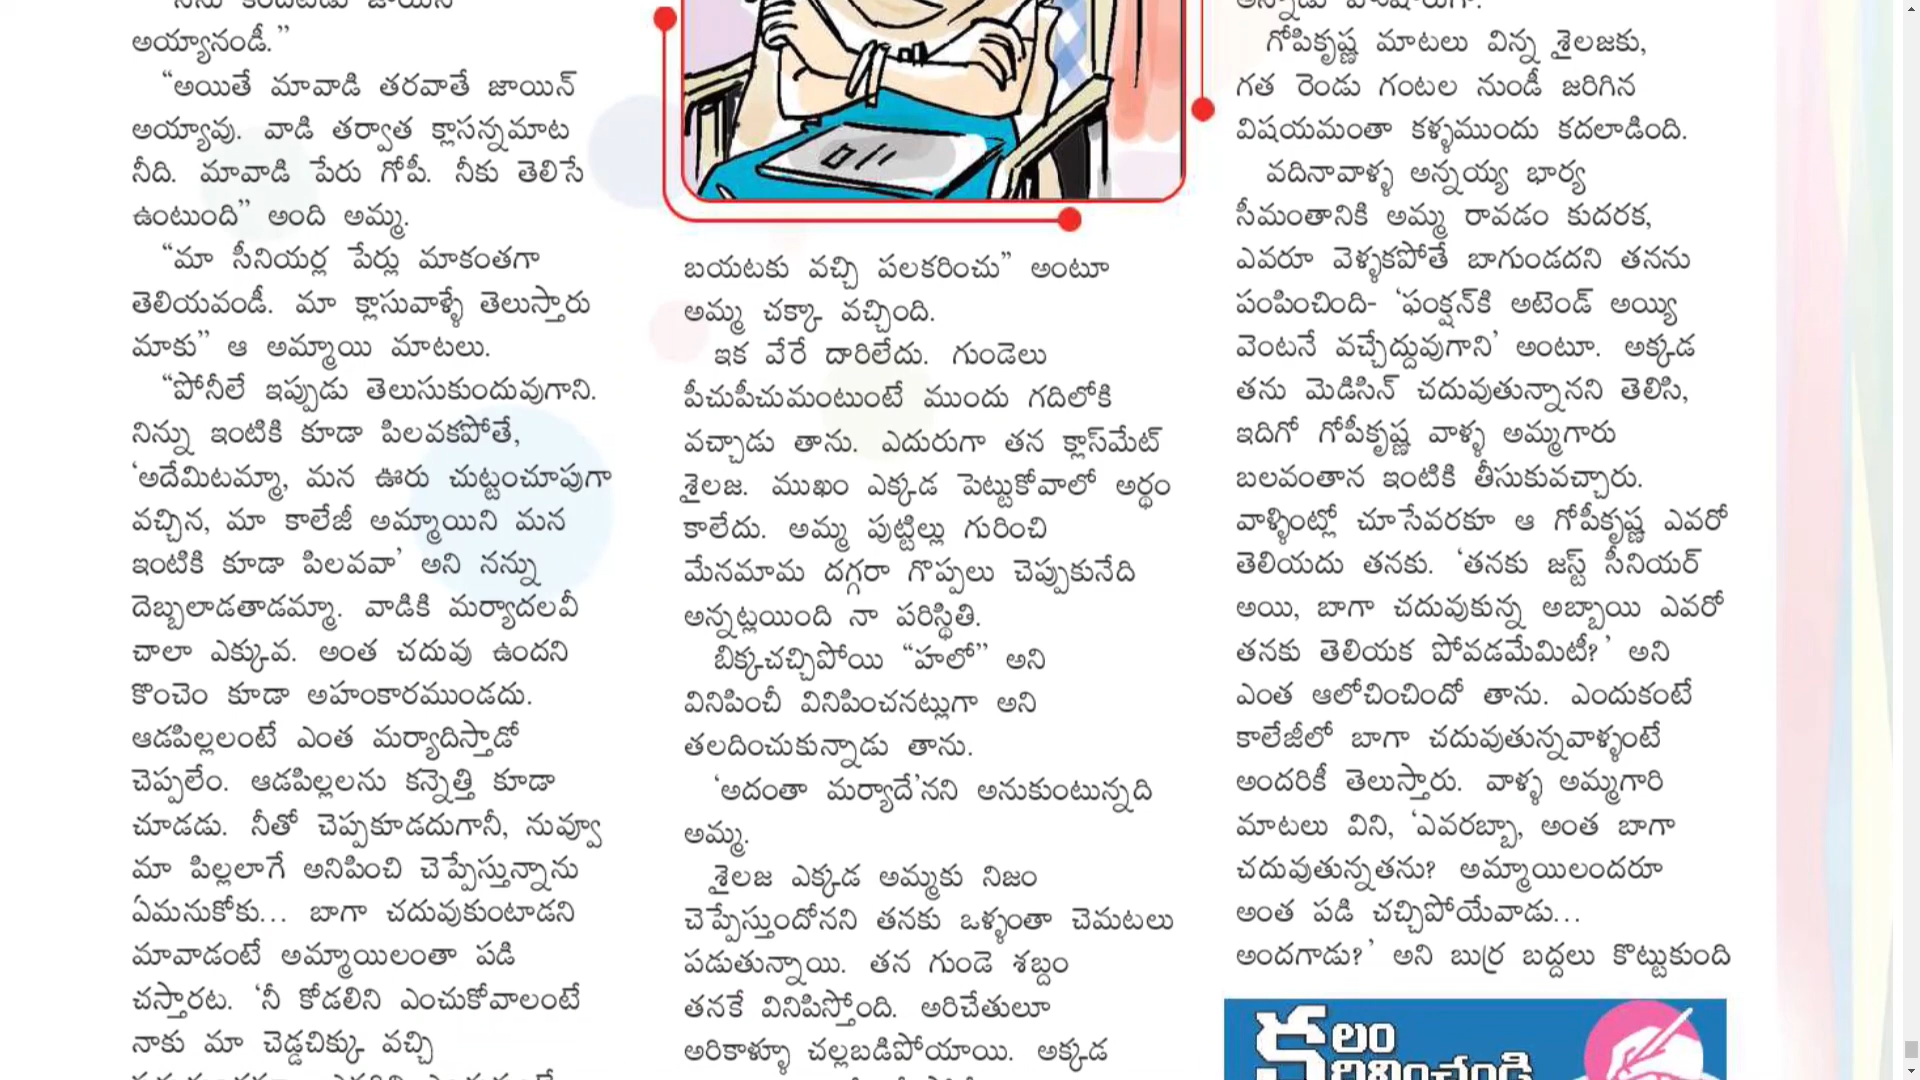 అయ్యానండీ.”
“అయితే మావాడి తరవాతే జాయిన్
అయ్యావు. వాడి తర్వాత క్లాసన్నమాట
నీది. మావాడి పేరు గోపీ. నీకు తెలిసే
ఉంటుంది” అంది అమ్మ.
“మా సీనియర్ల పేర్లు మాకంతగా
తెలియవండీ. మా క్లాసువాళ్ళే తెలుస్తారు
మాకు” ఆ అమ్మాయి మాటలు.
“పోనీలే ఇప్పుడు తెలుసుకుందువుగాని.
నిన్ను ఇంటికి కూడా పిలవకపోతే,
‘అదేమిటమ్మా, మన ఊరు చుట్టంచూపుగా
వచ్చిన, మా కాలేజీ అమ్మాయిని మన
ఇంటికి కూడా పిలవవా’ అని నన్ను
దెబ్బలాడతాడమ్మా. వాడికి మర్యాదలవీ
చాలా ఎక్కువ. అంత చదువు ఉందని
కొంచెం కూడా అహంకారముండదు.
ఆడపిల్లలంటే ఎంత మర్యాదిస్తాడో
చెప్పలేం. ఆడపిల్లలను కన్నెత్తి కూడా
చూడడు. నీతో చెప్పకూడదుగానీ, నువ్వూ
మా పిల్లలాగే అనిపించి చెప్పేస్తున్నాను
ఏమనుకోకు... బాగా చదువుకుంటాడని
మావాడంటే అమ్మాయిలంతా పడి
చస్తారట. ‘నీ కోడలిని ఎంచుకోవాలంటే
నాకు మా చెడ్డచిక్కు వచ్చి
బయటకు వచ్చి పలకరించు” అంటూ
అమ్మ చక్కా వచ్చింది.
ఇక వేరే దారిలేదు. గుండెలు
పీచుపీచుమంటుంటే ముందు గదిలోకి
వచ్చాడు తాను. ఎదురుగా తన క్లాస్‌మేట్
శైలజ. ముఖం ఎక్కడ పెట్టుకోవాలో అర్థం
కాలేదు. అమ్మ పుట్టిల్లు గురించి
మేనమామ దగ్గరా గొప్పలు చెప్పుకునేది
అన్నట్లయింది నా పరిస్థితి.
బిక్కచచ్చిపోయి “హలో” అని
వినిపించీ వినిపించనట్లుగా అని
తలదించుకున్నాడు తాను.
‘అదంతా మర్యాదే’నని అనుకుంటున్నది
అమ్మ.
శైలజ ఎక్కడ అమ్మకు నిజం
చెప్పేస్తుందోనని తనకు ఒళ్ళంతా చెమటలు
పడుతున్నాయి. తన గుండె శబ్దం
తనకే వినిపిస్తోంది. అరిచేతులూ
అరికాళ్ళూ చల్లబడిపోయాయి. అక్కడ
గోపికృష్ణ మాటలు విన్న శైలజకు,
గత రెండు గంటల నుండీ జరిగిన
విషయమంతా కళ్ళముందు కదలాడింది.
వదినావాళ్ళ అన్నయ్య భార్య
సీమంతానికి అమ్మ రావడం కుదరక,
ఎవరూ వెళ్ళకపోతే బాగుండదని తనను
పంపించింది- ‘ఫంక్షన్‌కి అటెండ్ అయ్యి
వెంటనే వచ్చేద్దువుగాని’ అంటూ. అక్కడ
తను మెడిసిన్ చదువుతున్నానని తెలిసి,
ఇదిగో గోపీకృష్ణ వాళ్ళ అమ్మగారు
బలవంతాన ఇంటికి తీసుకువచ్చారు.
వాళ్ళింట్లో చూసేవరకూ ఆ గోపీకృష్ణ ఎవరో
తెలియదు తనకు. ‘తనకు జస్ట్ సీనియర్
అయి, బాగా చదువుకున్న అబ్బాయి ఎవరో
తనకు తెలియక పోవడమేమిటీ?’ అని
ఎంత ఆలోచించిందో తాను. ఎందుకంటే
కాలేజీలో బాగా చదువుతున్నవాళ్ళంటే
అందరికీ తెలుస్తారు. వాళ్ళ అమ్మగారి
మాటలు విని, ‘ఎవరబ్బా, అంత బాగా
చదువుతున్నతను? అమ్మాయిలందరూ
అంత పడి చచ్చిపోయేవాడు...
అందగాడు?’ అని బుర్ర బద్దలు కొట్టుకుంది
కలం